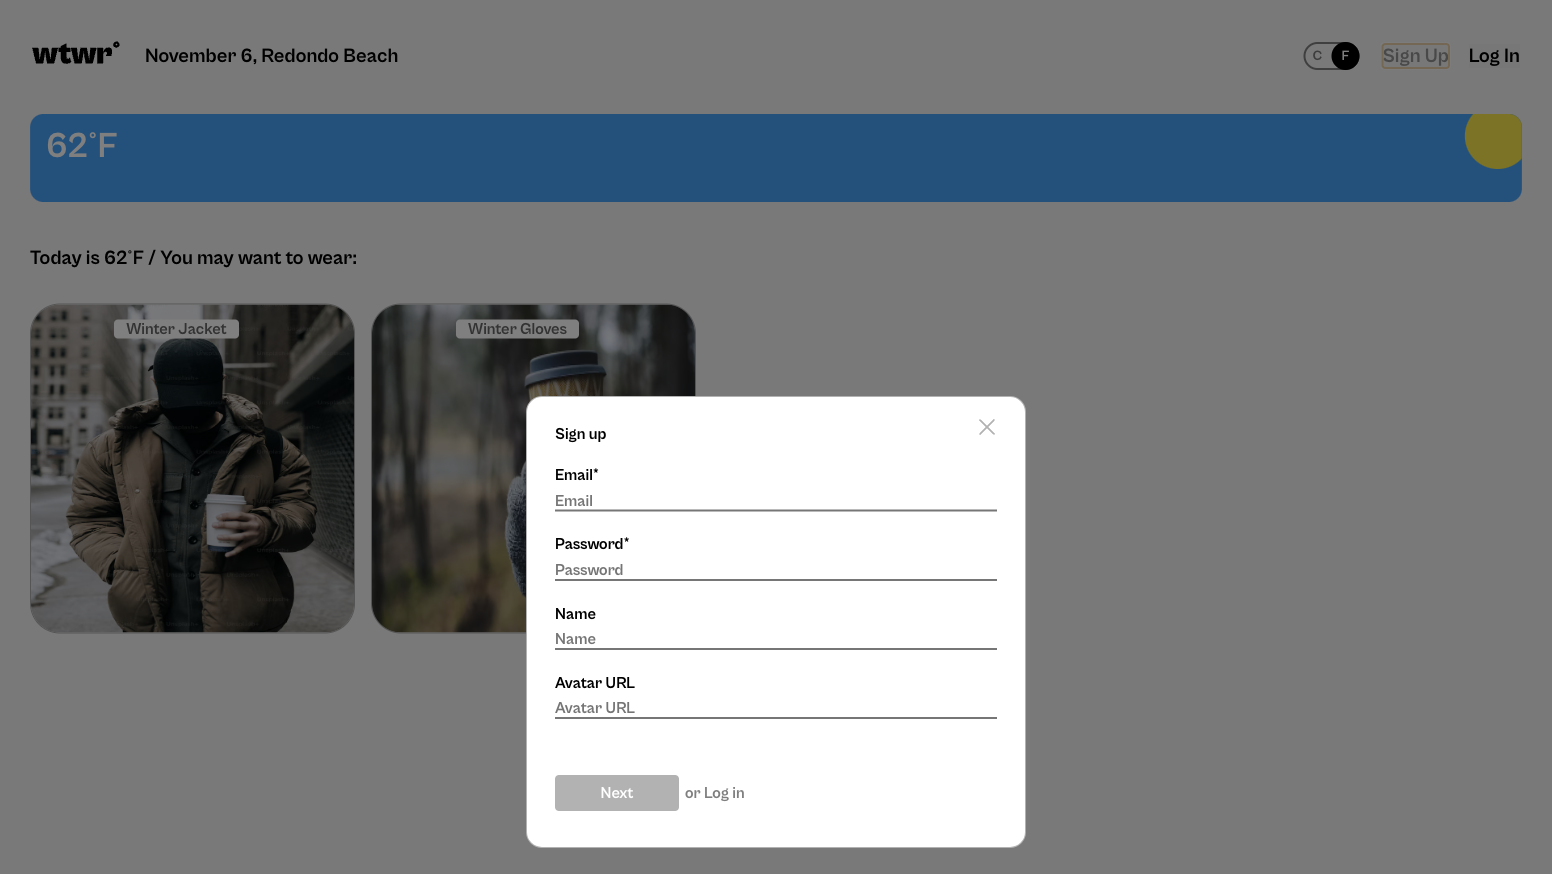 wtwr°
November 6, Redondo Beach
C F
Sign Up
Log In
62°F
Today is 62°F / You may want to wear:
Winter Jacket
Winter Gloves
Sign up
Email*
Email
Password*
Password
Name
Name
Avatar URL
Avatar URL
Next
or Log in